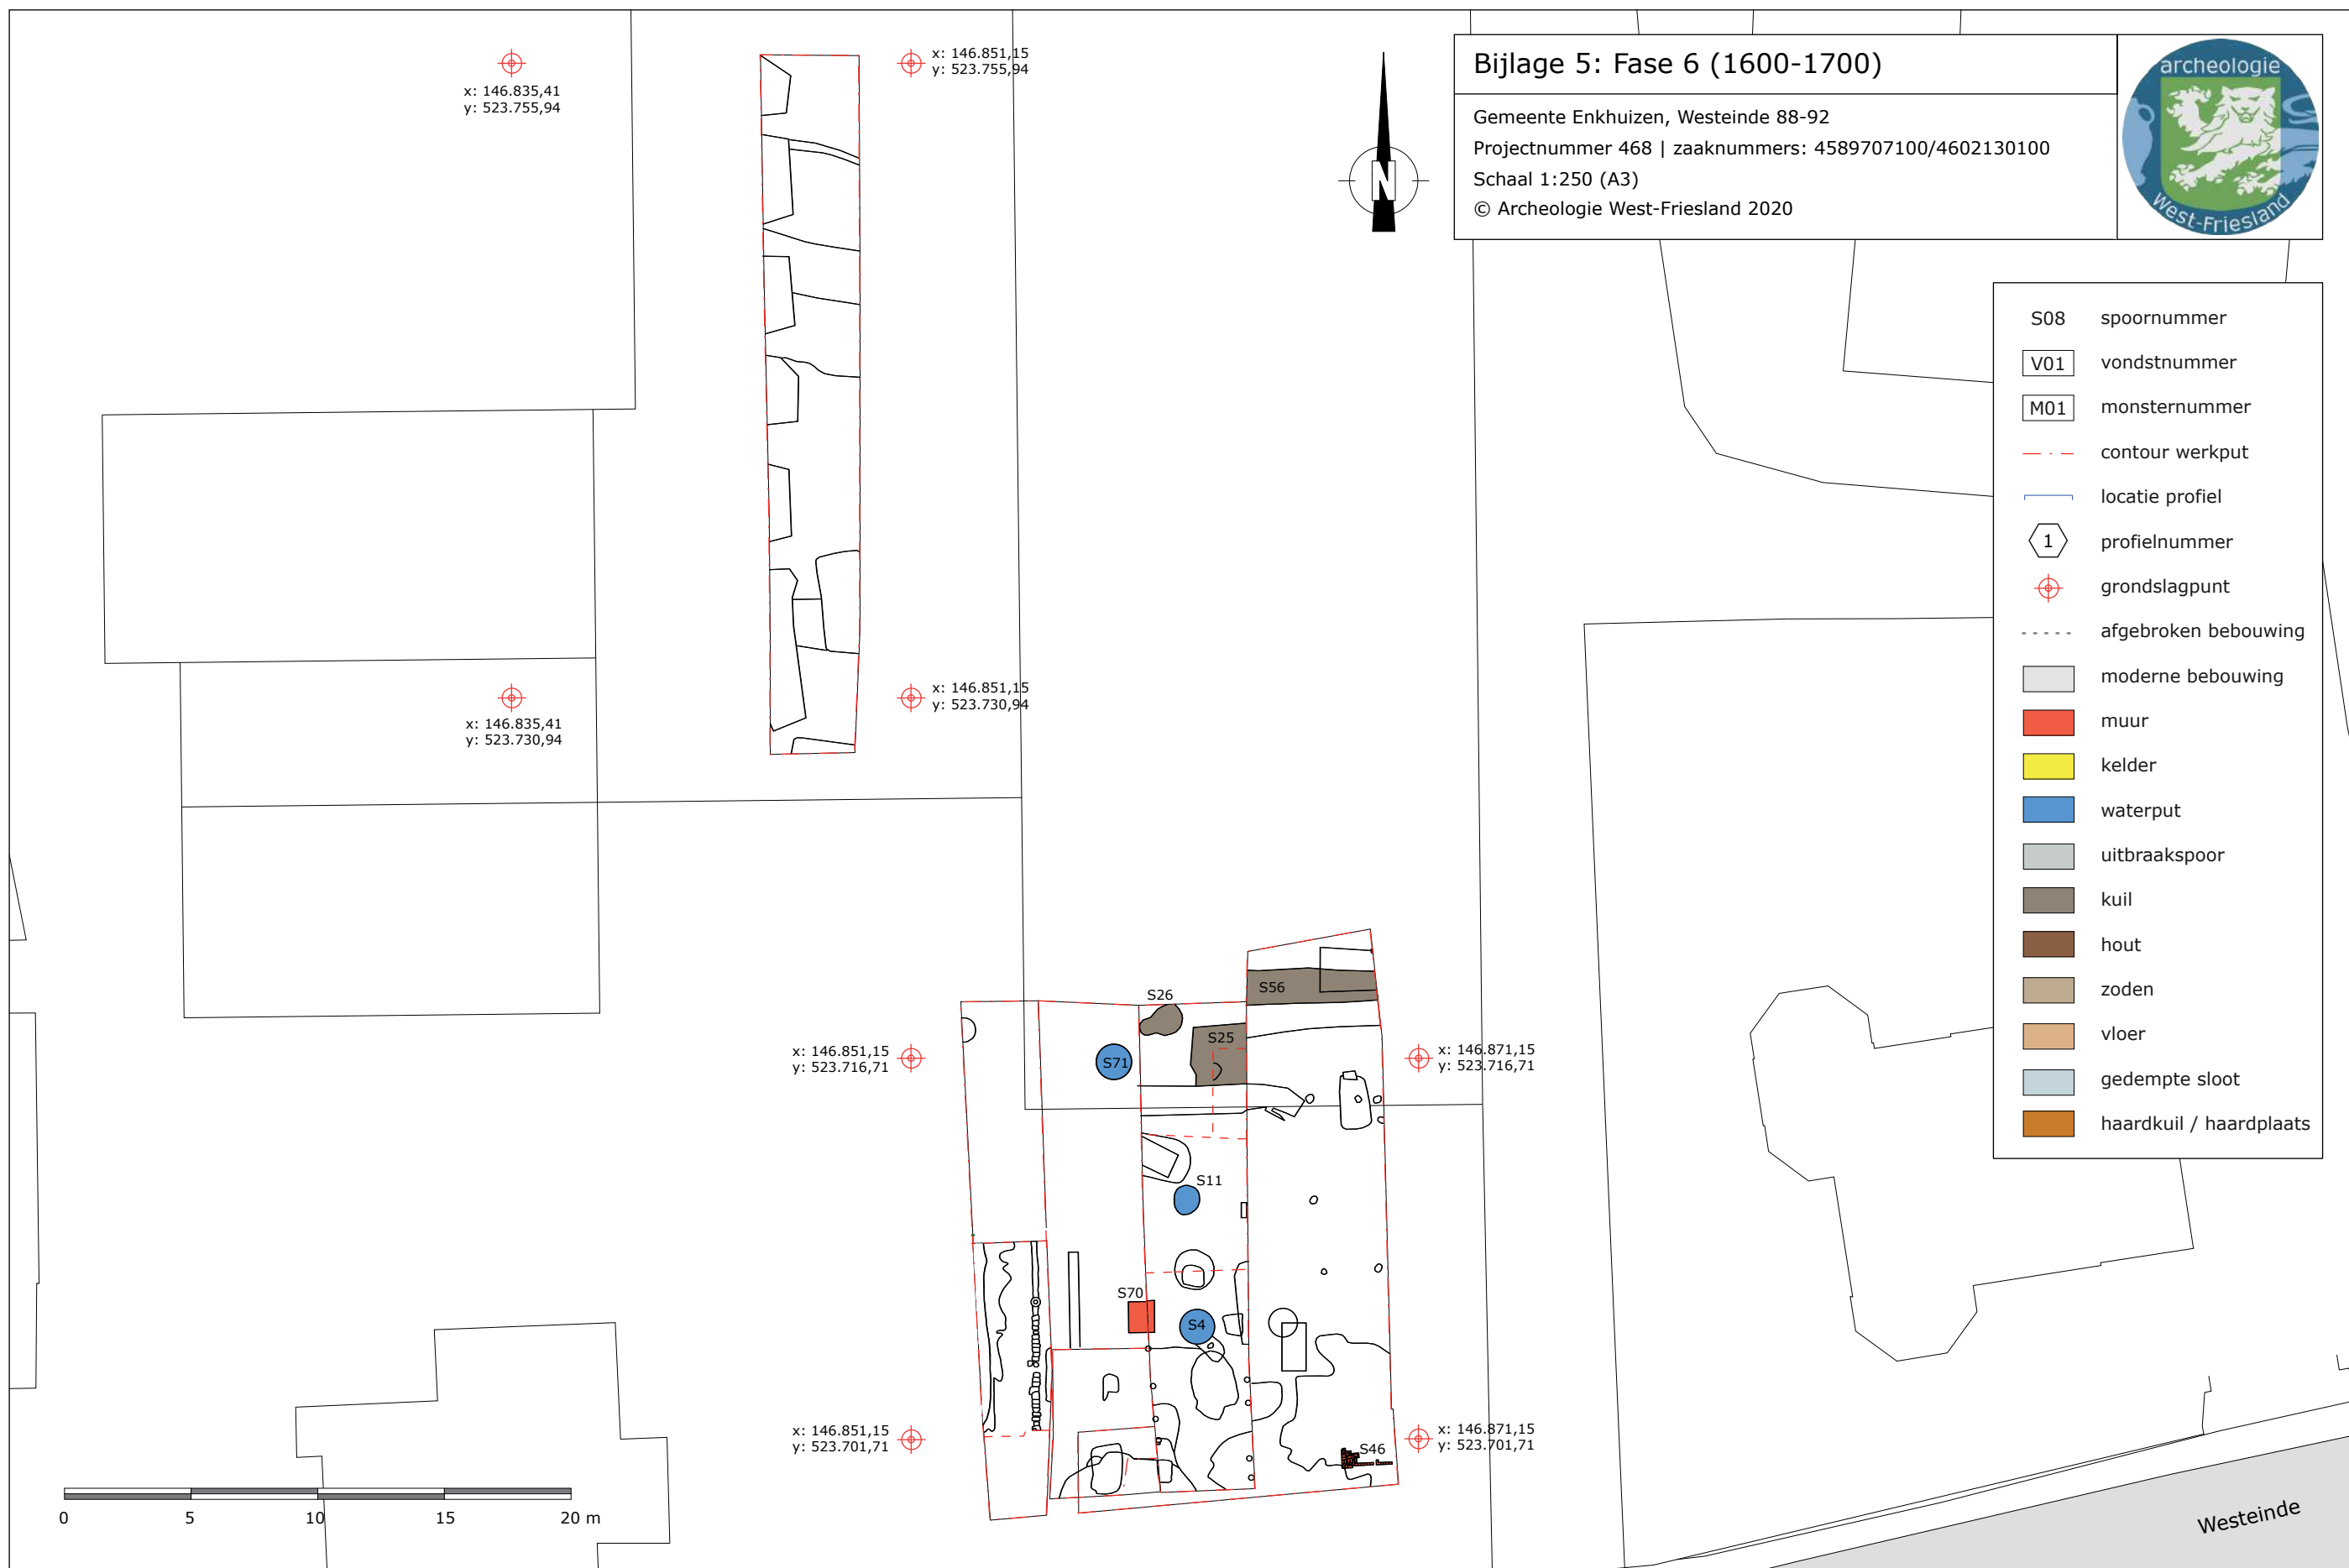 Bijlage 5: Fase 6 (1600-1700)
Gemeente Enkhuizen, Westeinde 88-92
Projectnummer 468 | zaaknummers: 4589707100/4602130100
Schaal 1:250 (A3)
© Archeologie West-Friesland 2020
archeologie
West-Friesland
x: 146.835,41
y: 523.755,94
x: 146.851,15
y: 523.755,94
N
S08 spoornummer
V01 vondstnummer
M01 monsternummer
contour werkput
locatie profiel
1 profielnummer
grondslagpunt
afgebroken bebouwing
moderne bebouwing
muur
kelder
waterput
uitbraakspoor
kuil
hout
zoden
vloer
gedempte sloot
haardkuil / haardplaats
x: 146.835,41
y: 523.730,94
x: 146.851,15
y: 523.730,94
S56
S26
S25
S71
x: 146.851,15
y: 523.716,71
x: 146.871,15
y: 523.716,71
S11
S70
S4
x: 146.851,15
y: 523.701,71
x: 146.871,15
y: 523.701,71
S46
0 5 10 15 20 m
Westeinde